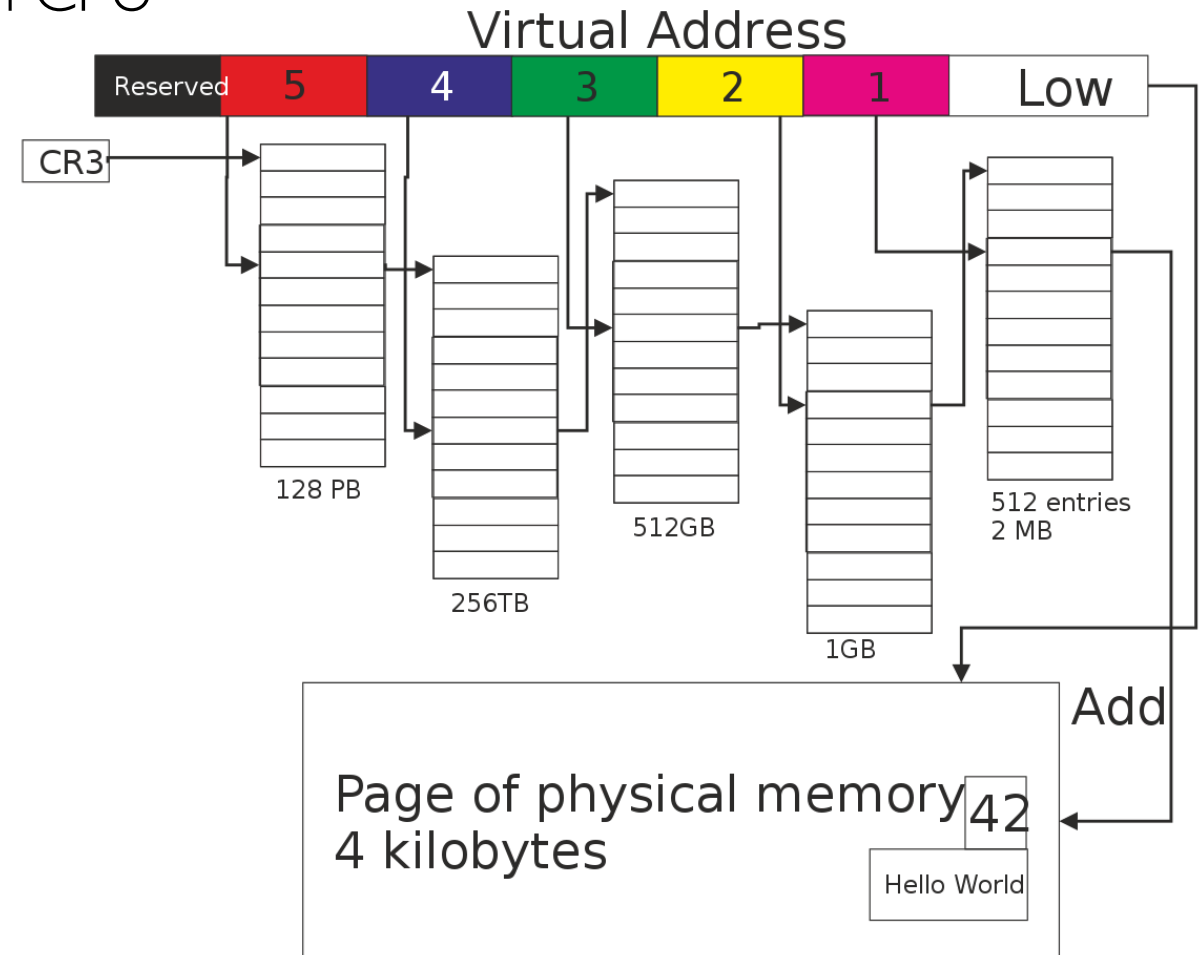 Virtual Address
Reserved 5 4 3 2 1 Low
CR3
128 PB
256TB
512GB
1GB
512 entries
2 MB
Add
Page of physical memory
4 kilobytes
42
Hello World